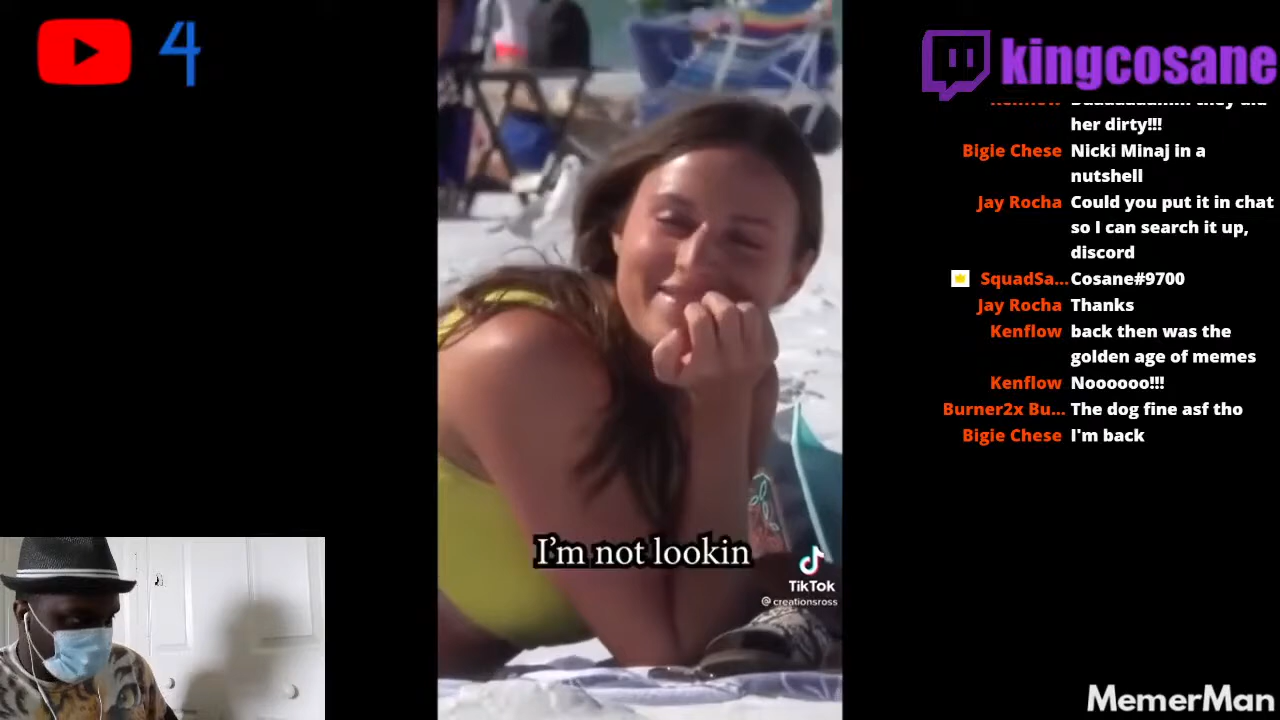 4
kingcosane
her dirty!!!
Bigie Chese Nicki Minaj in a
nutshell
Jay Rocha Could you put it in chat
so I can search it up,
discord
SquadSa... Cosane#9700
Jay Rocha Thanks
Kenflow back then was the
golden age of memes
Kenflow Noooooo!!!
Burner2x Bu... The dog fine asf tho
Bigie Chese I'm back
I'm not lookin
TikTok
@creationsross
MemerMan